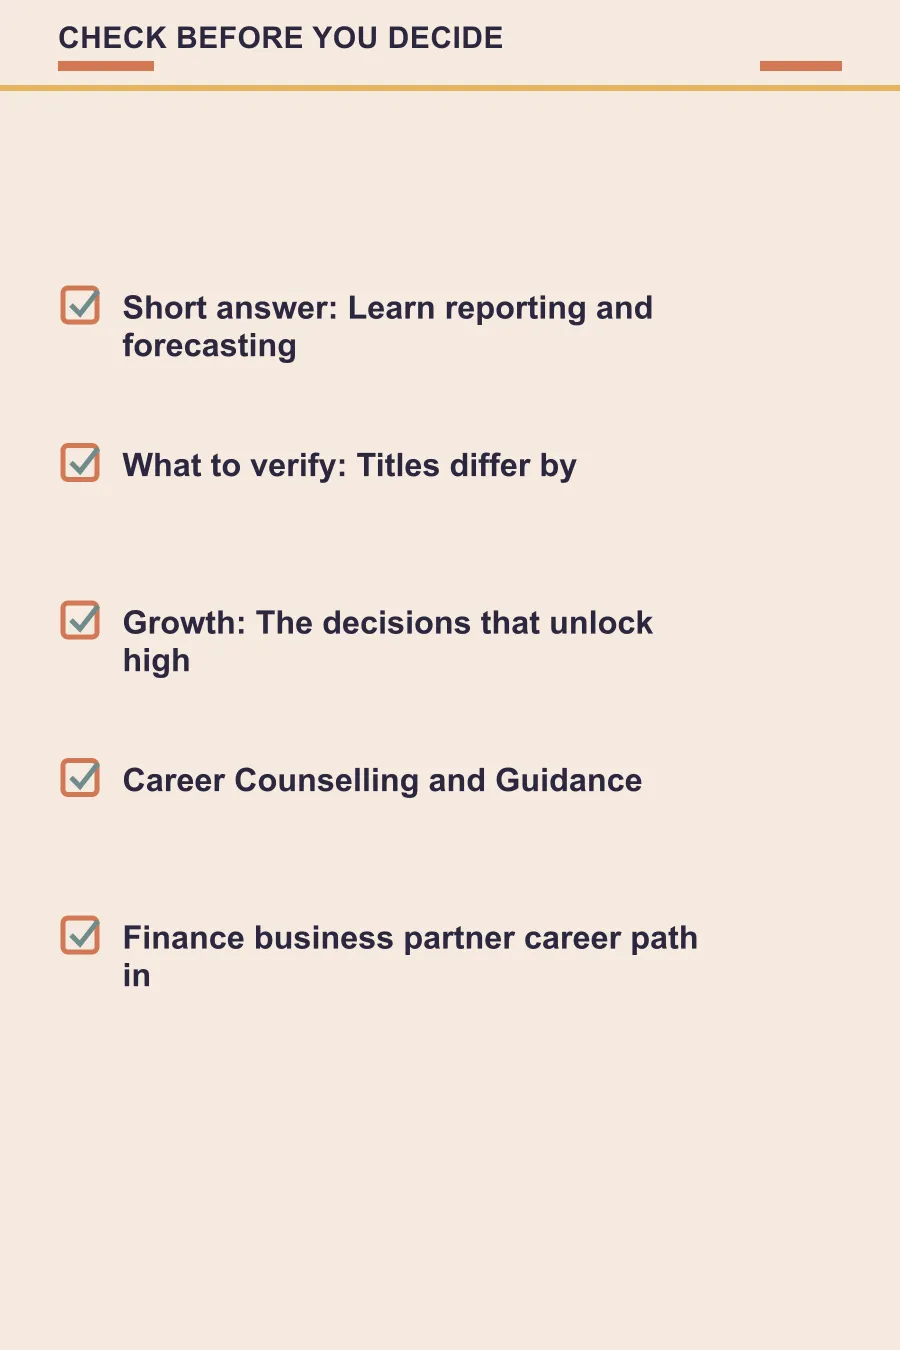 CHECK BEFORE YOU DECIDE
Short answer: Learn reporting and
forecasting
What to verify: Titles differ by
Growth: The decisions that unlock
high
Career Counselling and Guidance
Finance business partner career path
in